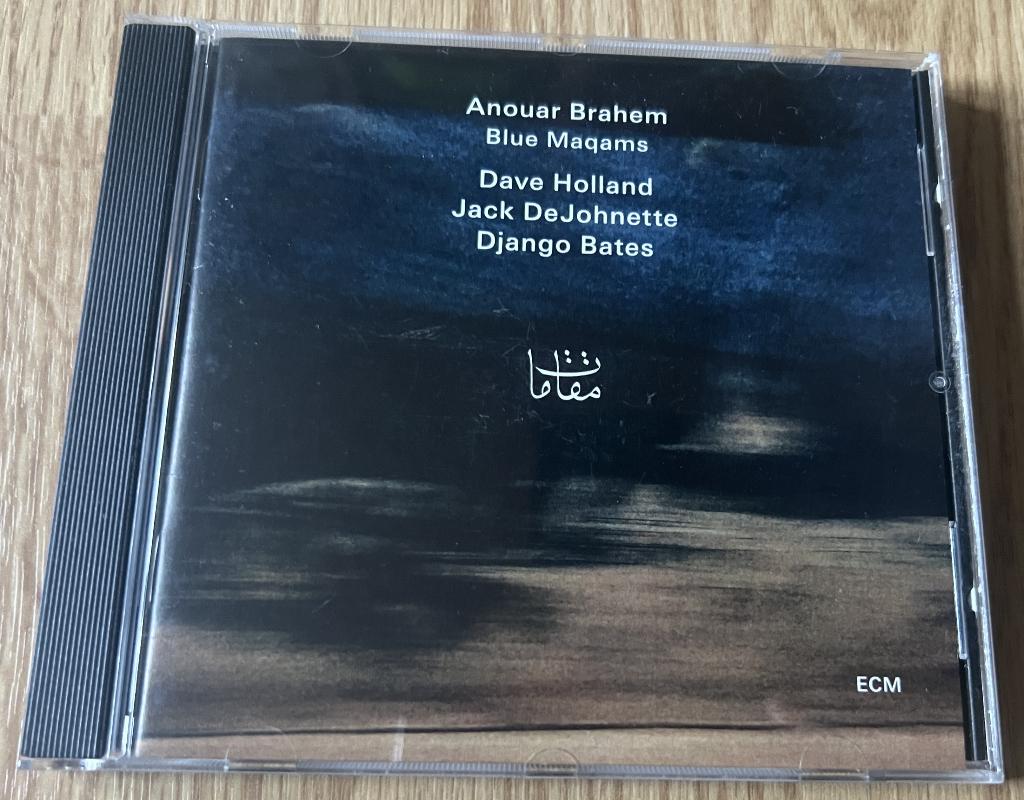 Anouar Brahem
Blue Maqams
Dave Holland
Jack DeJohnette
Django Bates
مقامات
ECM